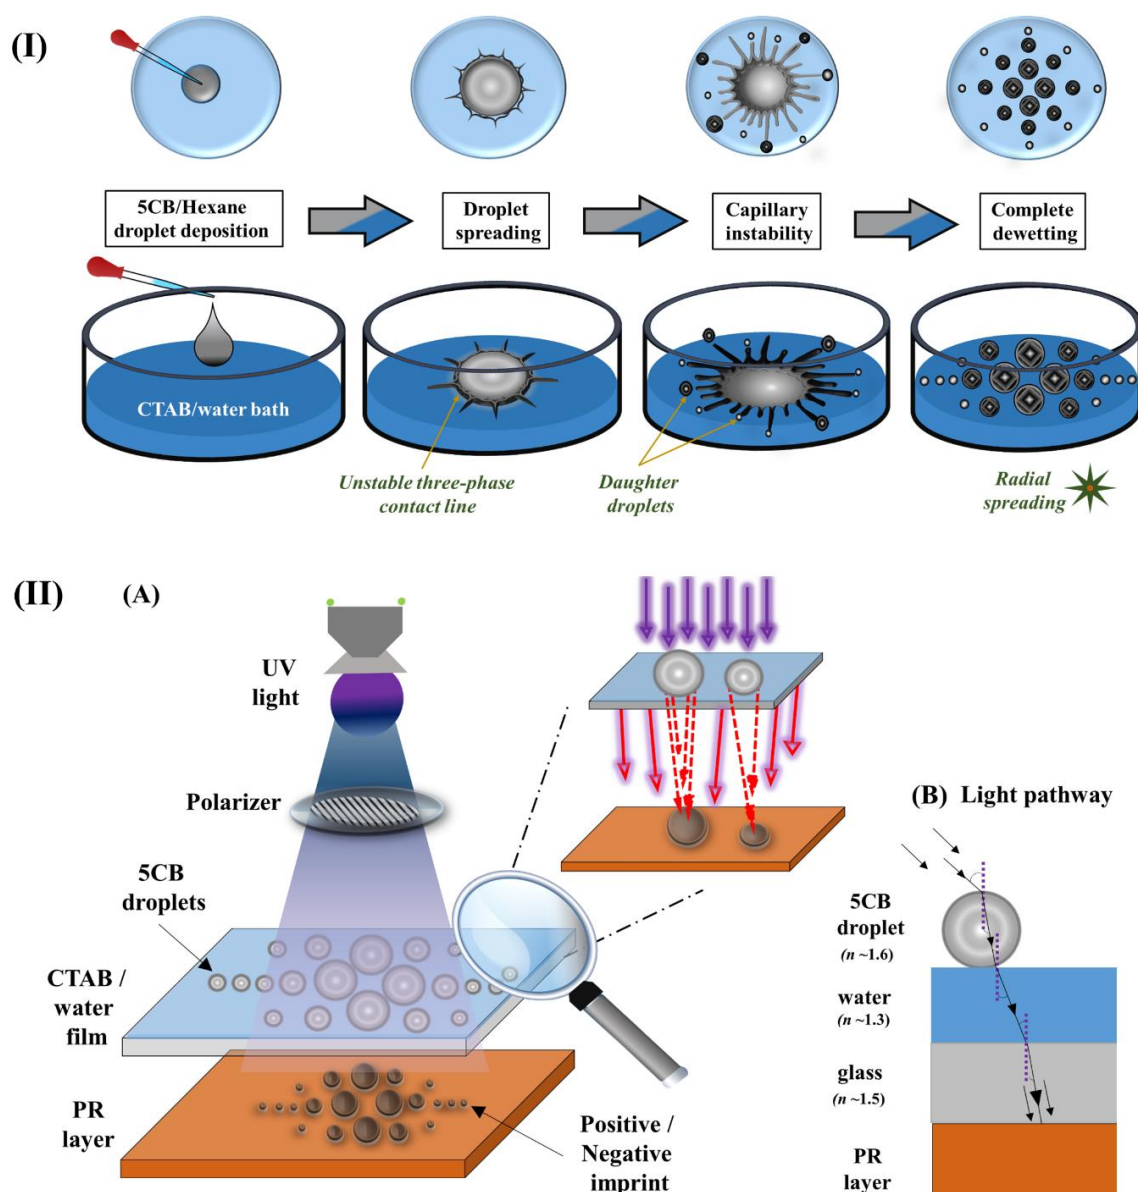 (I)
5CB/Hexane
droplet deposition
Droplet
spreading
Capillary
instability
Complete
dewetting
CTAB/water bath
Unstable three-phase
contact line
Daughter
droplets
Radial
spreading
(II)
(A)
UV
light
Polarizer
5CB
droplets
CTAB /
water
film
PR
layer
Positive /
Negative
imprint
(B) Light pathway
5CB
droplet
(n ~1.6)
water
(n ~1.3)
glass
(n ~1.5)
PR
layer